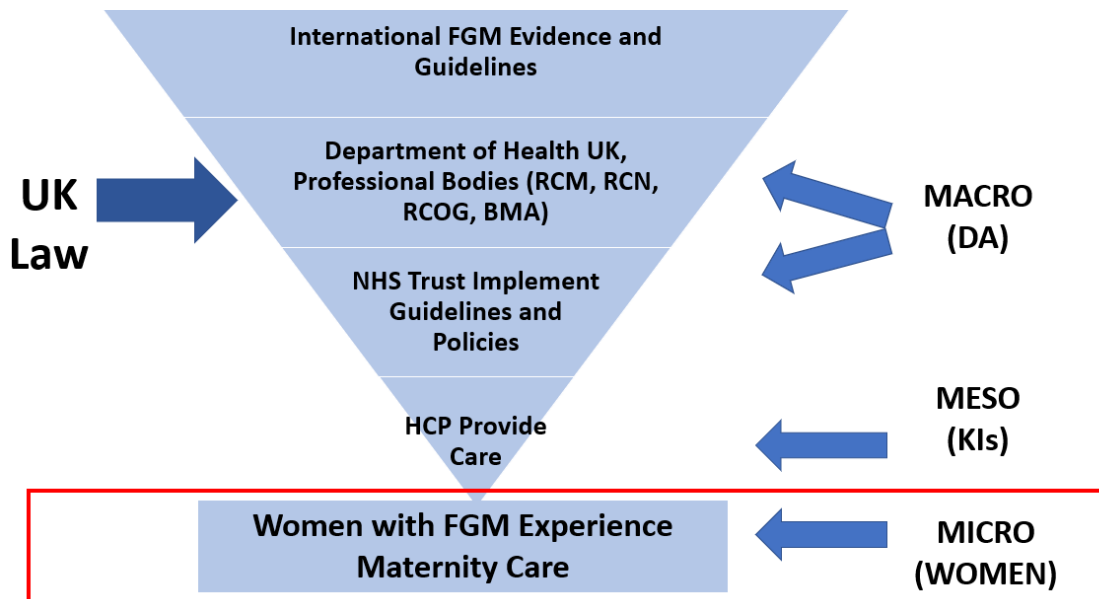 International FGM Evidence and
Guidelines
Department of Health UK,
Professional Bodies (RCM, RCN,
RCOG, BMA)
UK
Law
MACRO
(DA)
NHS Trust Implement
Guidelines and
Policies
HCP Provide
Care
MESO
(KIs)
Women with FGM Experience
Maternity Care
MICRO
(WOMEN)